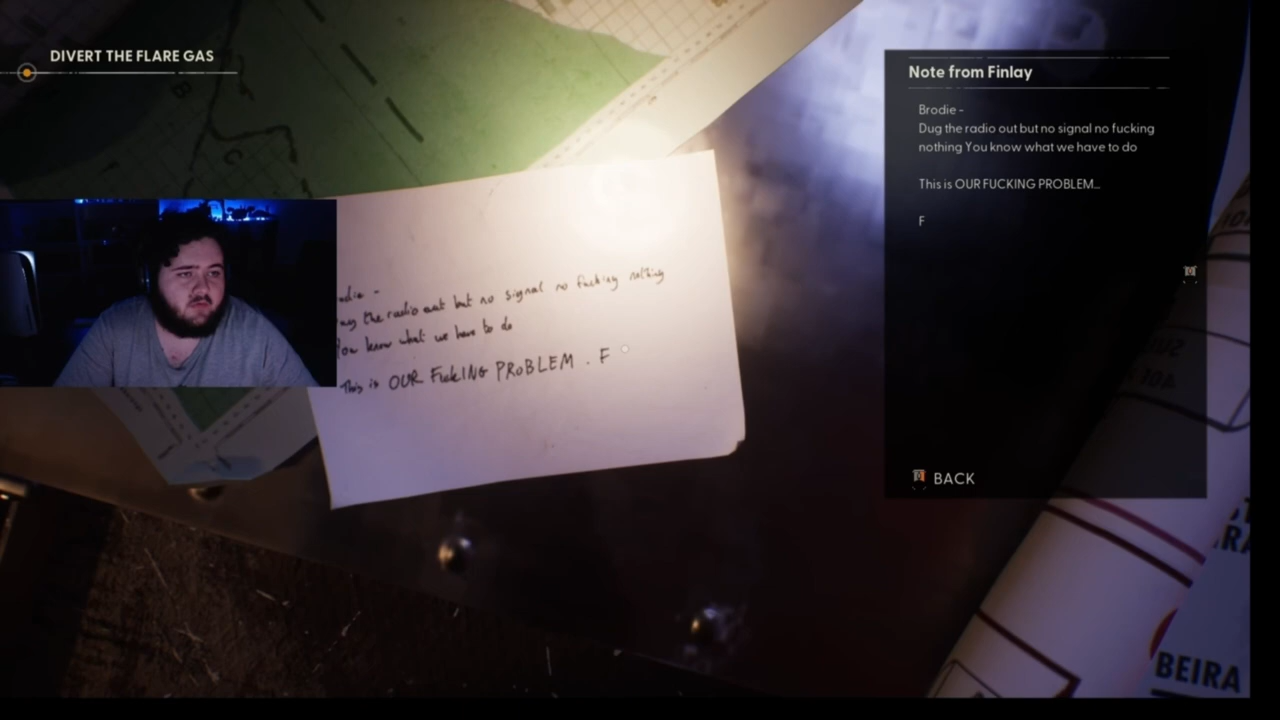 DIVERT THE FLARE GAS
Note from Finlay
Brodie -
Dug the radio out but no signal no fucking
nothing You know what we have to do
This is OUR FUCKING PROBLEM...
F
BACK
odie -
ug the radio out but no signal no fucking nothing
You know what we have to do
This is OUR FucKING PROBLEM . F
BEIRA